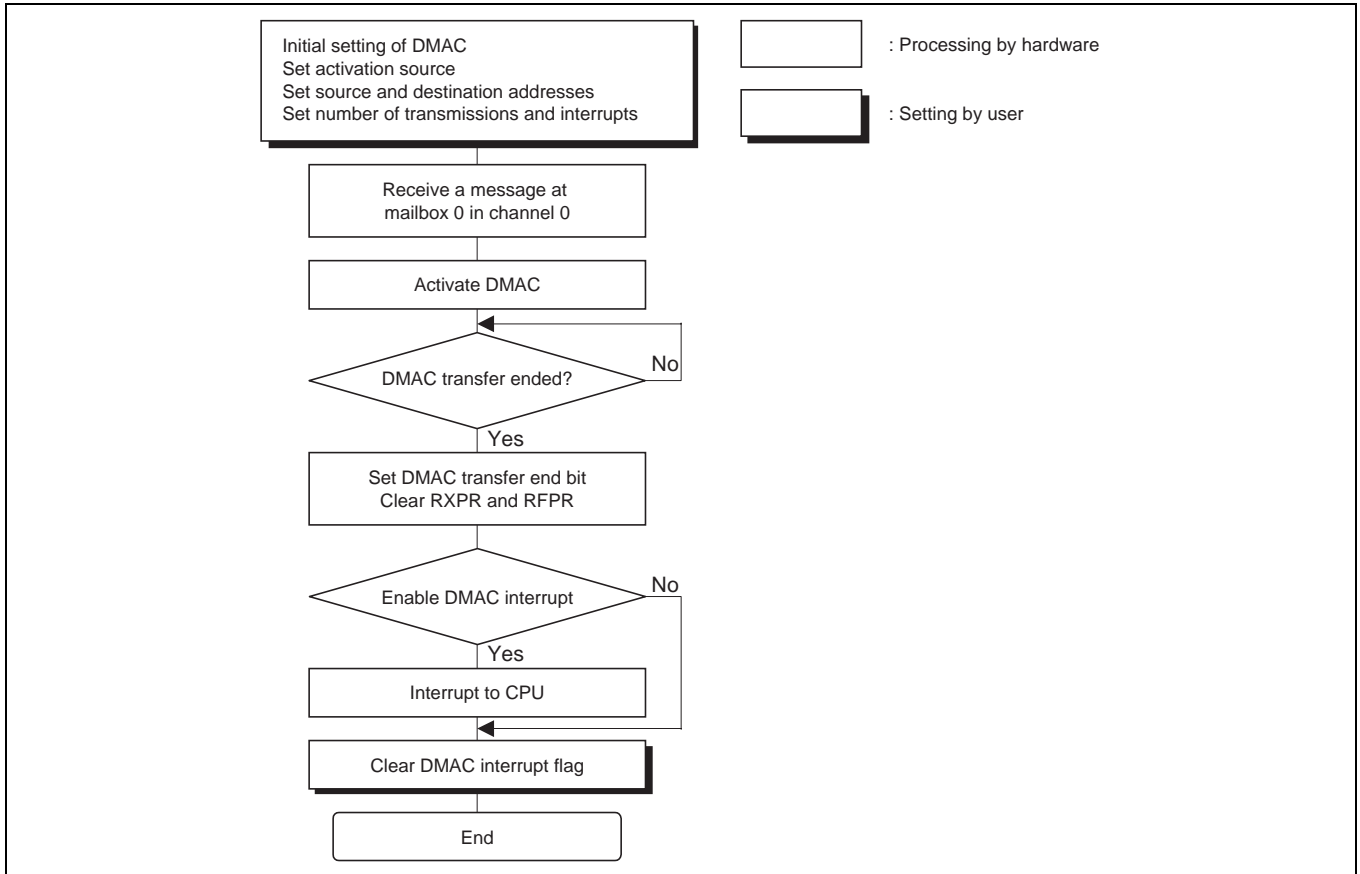 Initial setting of DMAC
Set activation source
Set source and destination addresses
Set number of transmissions and interrupts
: Processing by hardware
: Setting by user
Receive a message at
mailbox 0 in channel 0
Activate DMAC
No
DMAC transfer ended?
Yes
Set DMAC transfer end bit
Clear RXPR and RFPR
No
Enable DMAC interrupt
Yes
Interrupt to CPU
Clear DMAC interrupt flag
End